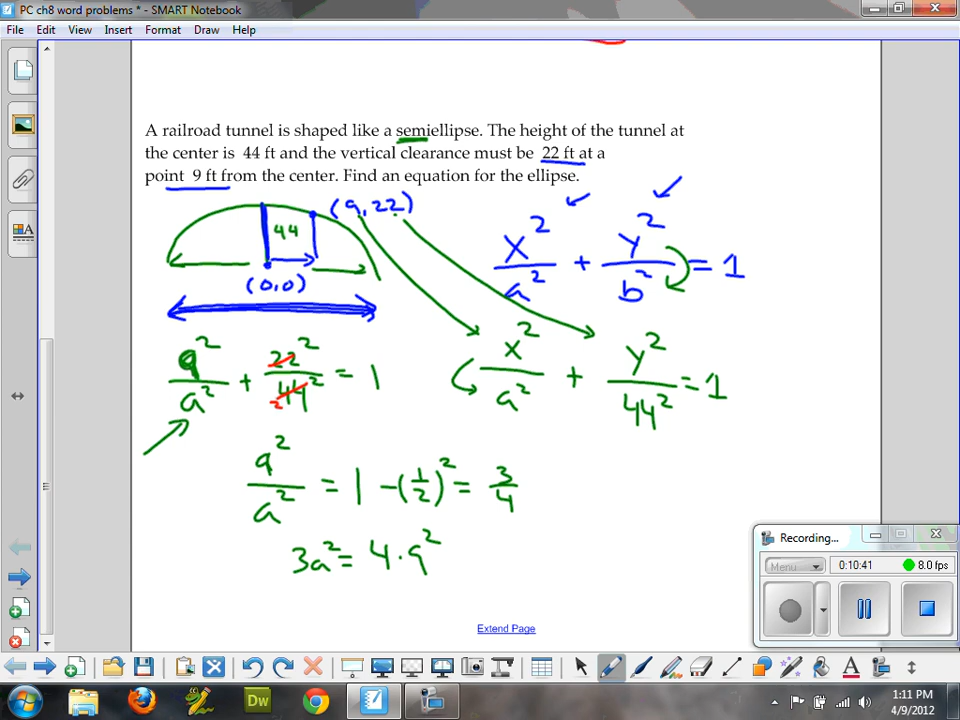 PC ch8 word problems * - SMART Notebook
File Edit View Insert Format Draw Help
A railroad tunnel is shaped like a semiellipse. The height of the tunnel at
the center is 44 ft and the vertical clearance must be 22 ft at a
point 9 ft from the center. Find an equation for the ellipse.
(9,22)
44
(0,0)
x²/a² + y²/b² = 1
x²/a² + y²/44² = 1
9²/a² + 22²/44² = 1
2
9²/a² = 1 - (1/2)² = 3/4
3a² = 4·9²
Extend Page
Recording...
Menu
0:10:41
8.0 fps
Dw
A
1:11 PM
4/9/2012